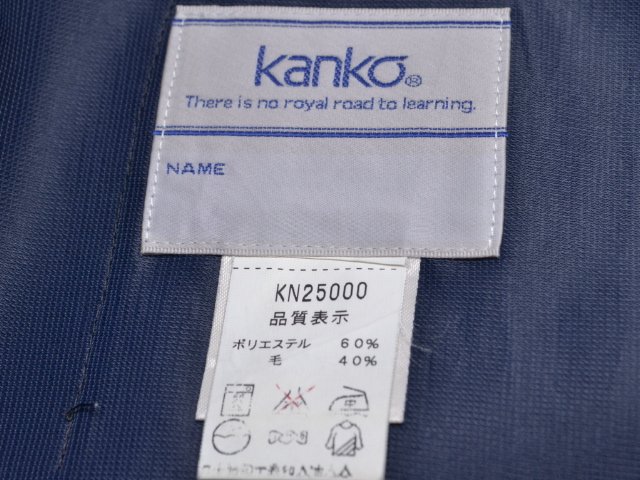 kanko®
There is no royal road to learning.
NAME
KN25000
品質表示
ポリエステル 60%
毛 40%